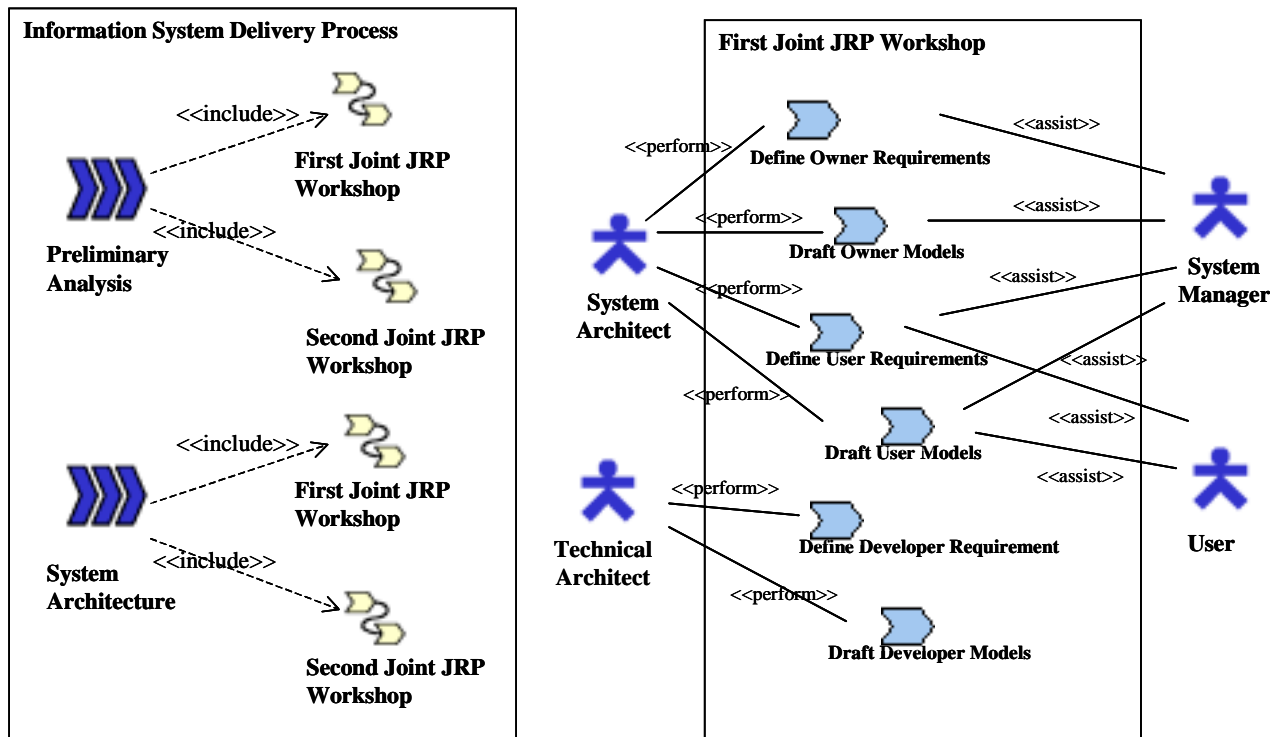 Information System Delivery Process
<<include>>
First Joint JRP
Workshop
<<include>>
Preliminary
Analysis
Second Joint JRP
Workshop
<<include>>
First Joint JRP
Workshop
<<include>>
System
Architecture
Second Joint JRP
Workshop
First Joint JRP Workshop
<<perform>>
Define Owner Requirements
<<assist>>
<<perform>>
Draft Owner Models
<<assist>>
System
Architect
System
Manager
<<perform>>
Define User Requirements
<<assist>>
<<assist>>
<<perform>>
Draft User Models
<<assist>>
<<assist>>
<<perform>>
Define Developer Requirement
Technical
Architect
User
<<perform>>
Draft Developer Models